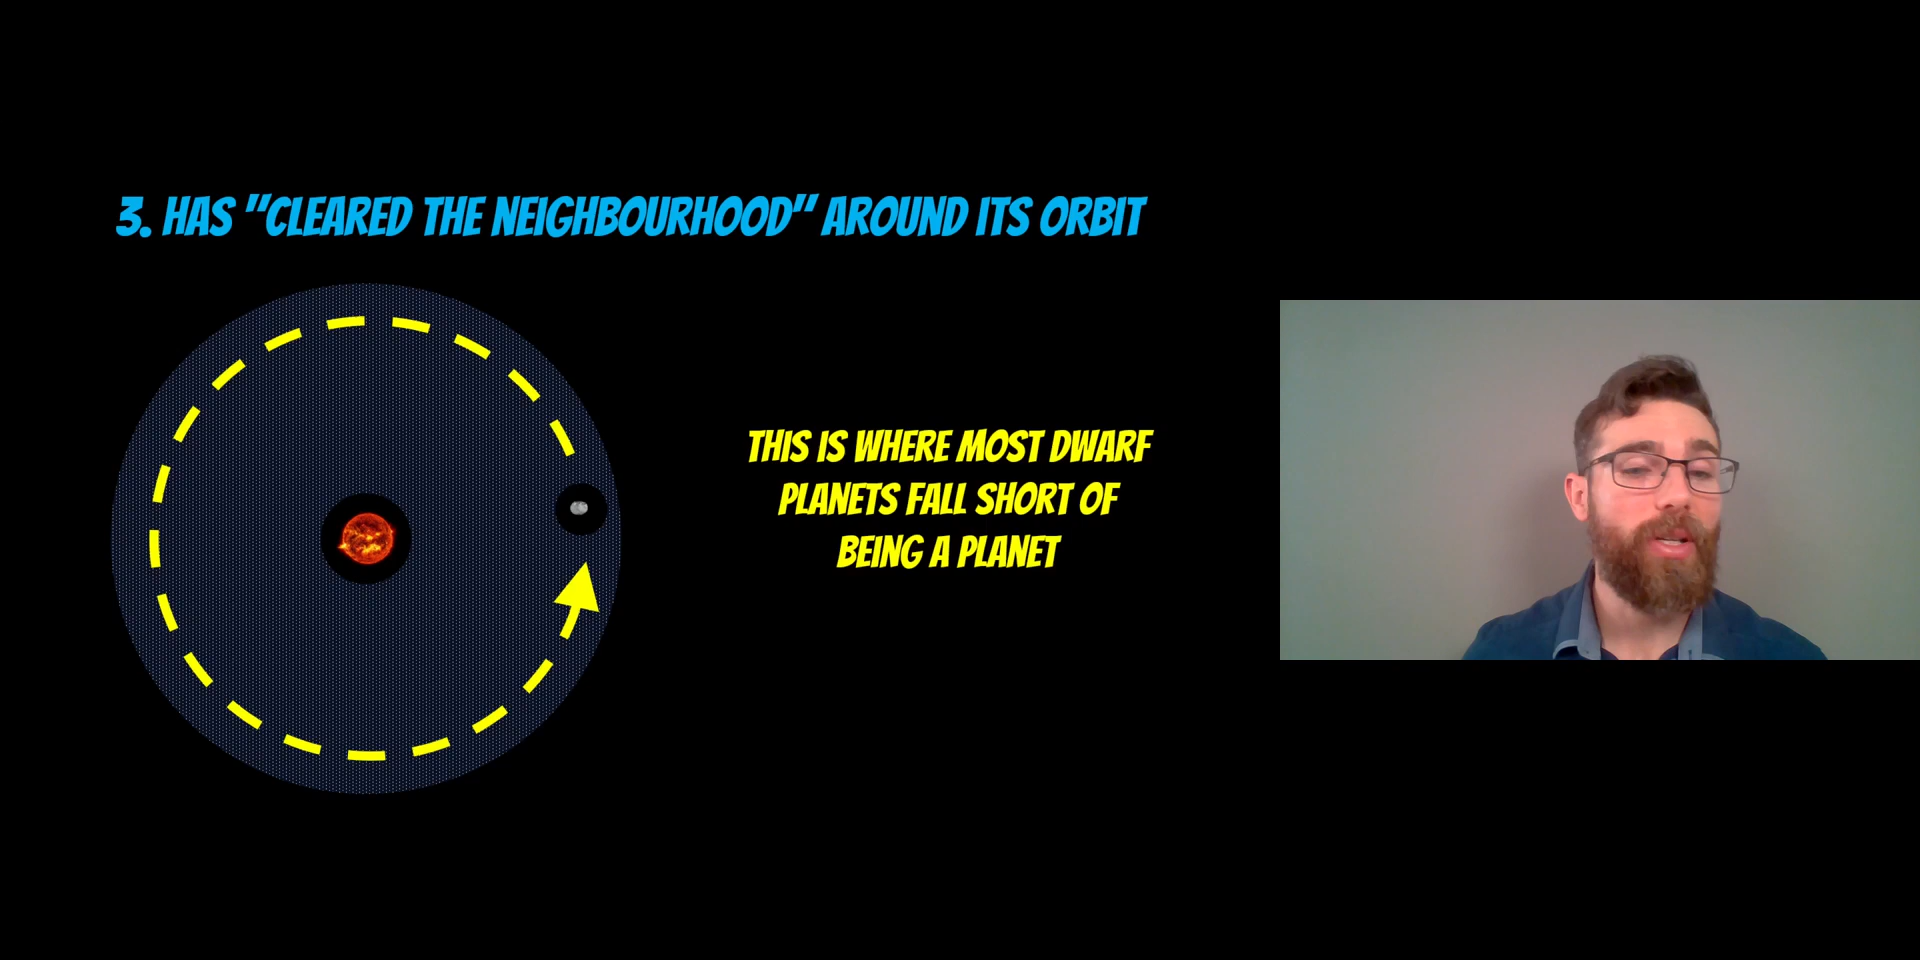 3. HAS "CLEARED THE NEIGHBOURHOOD" AROUND ITS ORBIT
THIS IS WHERE MOST DWARF
PLANETS FALL SHORT OF
BEING A PLANET